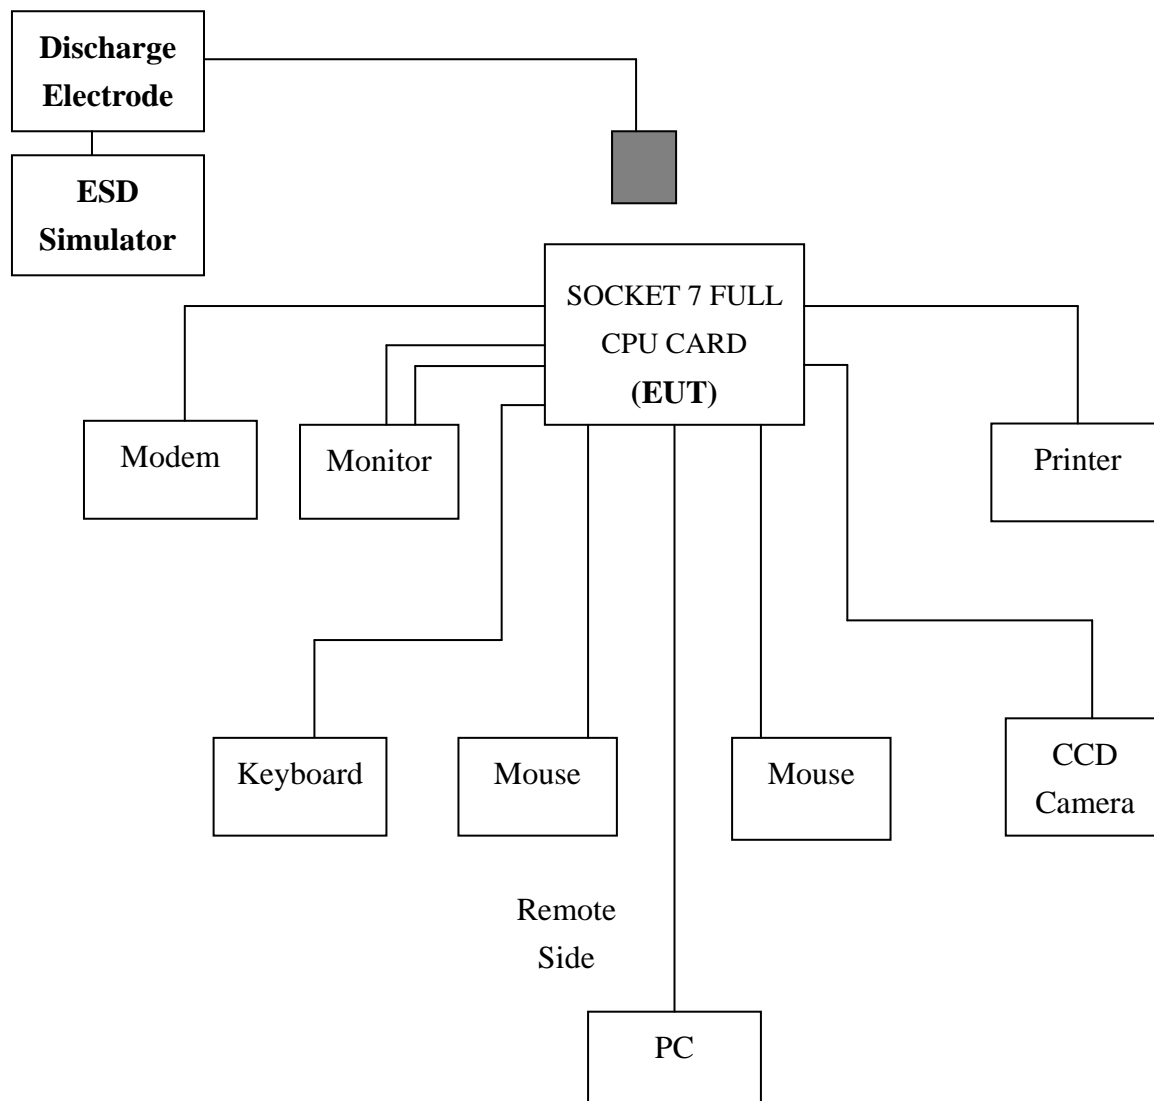 Discharge
Electrode
ESD
Simulator
SOCKET 7 FULL
CPU CARD
(EUT)
Modem
Monitor
Printer
Keyboard
Mouse
Mouse
CCD
Camera
Remote
Side
PC